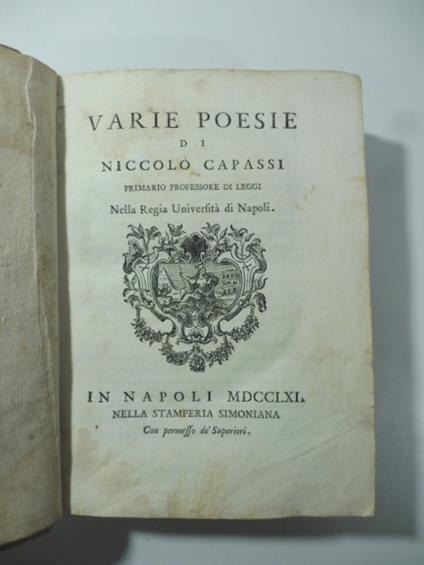 VARIE POESIE
DI
NICCOLÒ CAPASSI
PRIMARIO PROFESSORE DI LEGGI
Nella Regia Università di Napoli.
IN NAPOLI MDCCLXI.
NELLA STAMPERIA SIMONIANA
Con permesso de' Superiori.